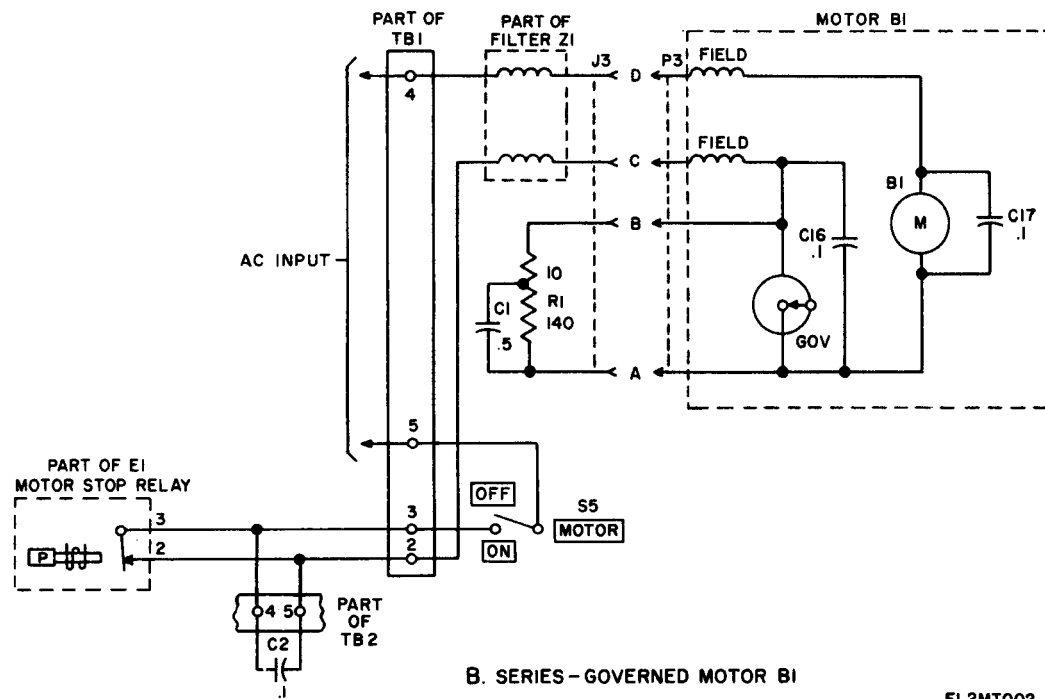 PART OF
TB1
PART OF
FILTER Z1
MOTOR B1
J3
D
P3
FIELD
4
C
FIELD
B1
M
C17
.1
B
C16
.1
AC INPUT
10
R1
140
C1
.5
GOV
A
5
PART OF E1
MOTOR STOP RELAY
OFF
S5
MOTOR
ON
3
3
P
2
2
4 5
PART
OF
TB2
C2
.1
B. SERIES-GOVERNED MOTOR B1